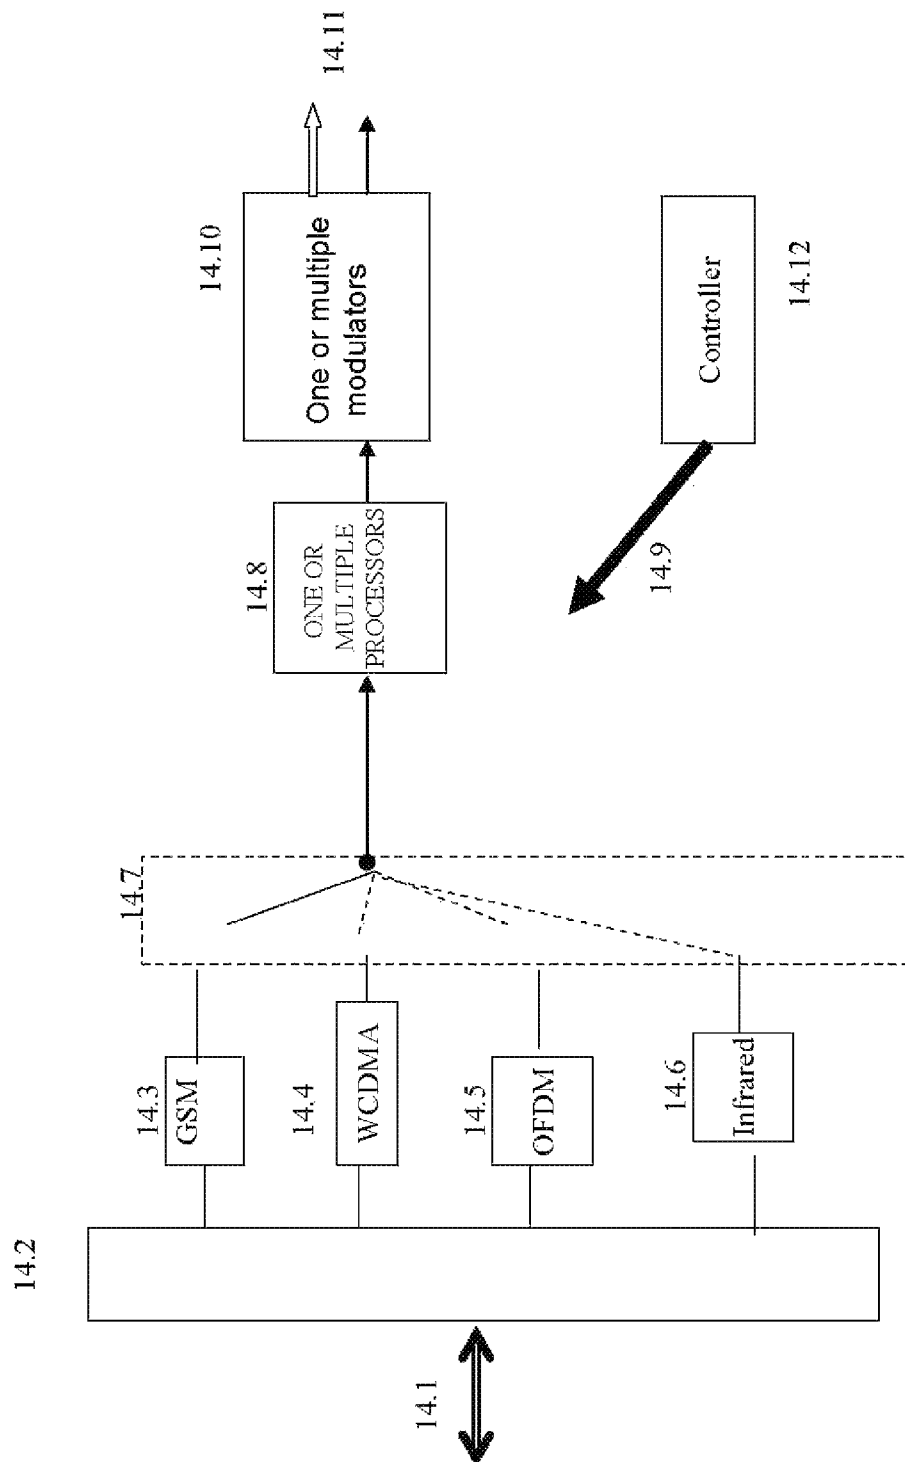 14.1
14.2
14.3
GSM
14.4
WCDMA
14.5
OFDM
14.6
Infrared
14.7
14.8
ONE OR
MULTIPLE
PROCESSORS
14.9
14.10
One or multiple
modulators
14.11
Controller
14.12